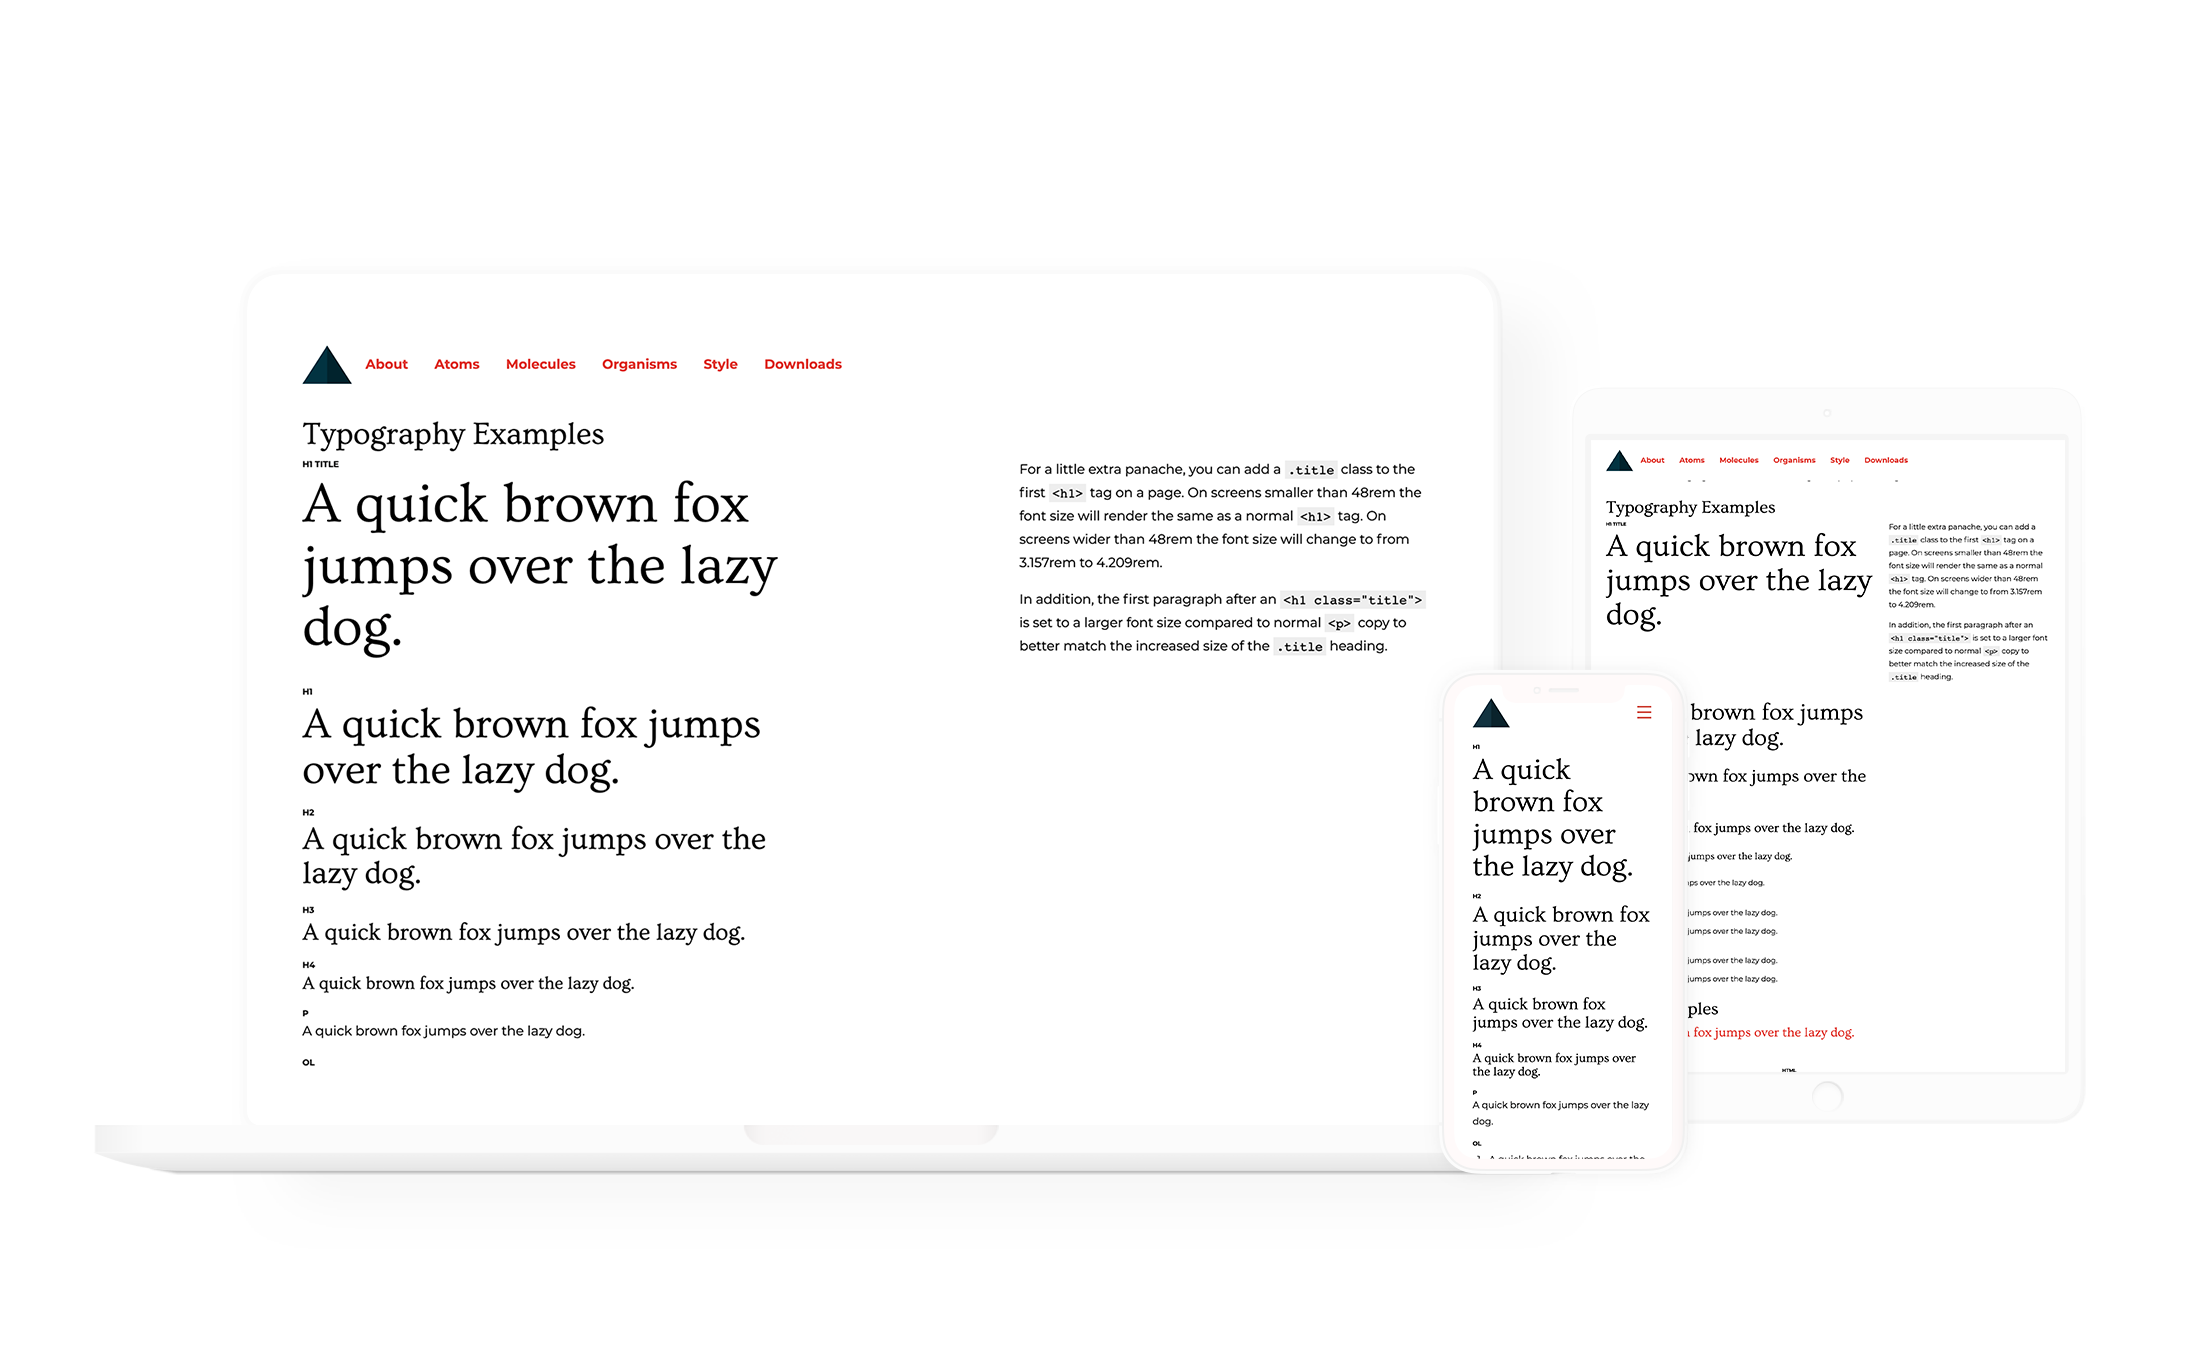 About Atoms Molecules Organisms Style Downloads
Typography Examples
H1 TITLE
A quick brown fox
jumps over the lazy
dog.
For a little extra panache, you can add a .title class to the
first <h1> tag on a page. On screens smaller than 48rem the
font size will render the same as a normal <h1> tag. On
screens wider than 48rem the font size will change to from
3.157rem to 4.209rem.
In addition, the first paragraph after an <h1 class="title">
is set to a larger font size compared to normal <p> copy to
better match the increased size of the .title heading.
H1
A quick brown fox jumps
over the lazy dog.
H2
A quick brown fox jumps over the
lazy dog.
H3
A quick brown fox jumps over the lazy dog.
H4
A quick brown fox jumps over the lazy dog.
P
A quick brown fox jumps over the lazy dog.
OL
H1
A quick
brown fox
jumps over
the lazy dog.
H2
A quick brown fox
jumps over the
lazy dog.
H3
A quick brown fox
jumps over the lazy dog.
H4
A quick brown fox jumps over
the lazy dog.
P
A quick brown fox jumps over the lazy
dog.
OL
1. A quick brown fox jumps over the
About Atoms Molecules Organisms Style Downloads
Typography Examples
H1 TITLE
A quick brown fox
jumps over the lazy
dog.
For a little extra panache, you can add a
.title class to the first <h1> tag on a
page. On screens smaller than 48rem the
font size will render the same as a normal
<h1> tag. On screens wider than 48rem
the font size will change to from 3.157rem
to 4.209rem.
In addition, the first paragraph after an
<h1 class="title"> is set to a larger font
size compared to normal <p> copy to
better match the increased size of the
.title heading.
brown fox jumps
lazy dog.
own fox jumps over the
fox jumps over the lazy dog.
jumps over the lazy dog.
ps over the lazy dog.
jumps over the lazy dog.
jumps over the lazy dog.
jumps over the lazy dog.
jumps over the lazy dog.
ples
fox jumps over the lazy dog.
HTML